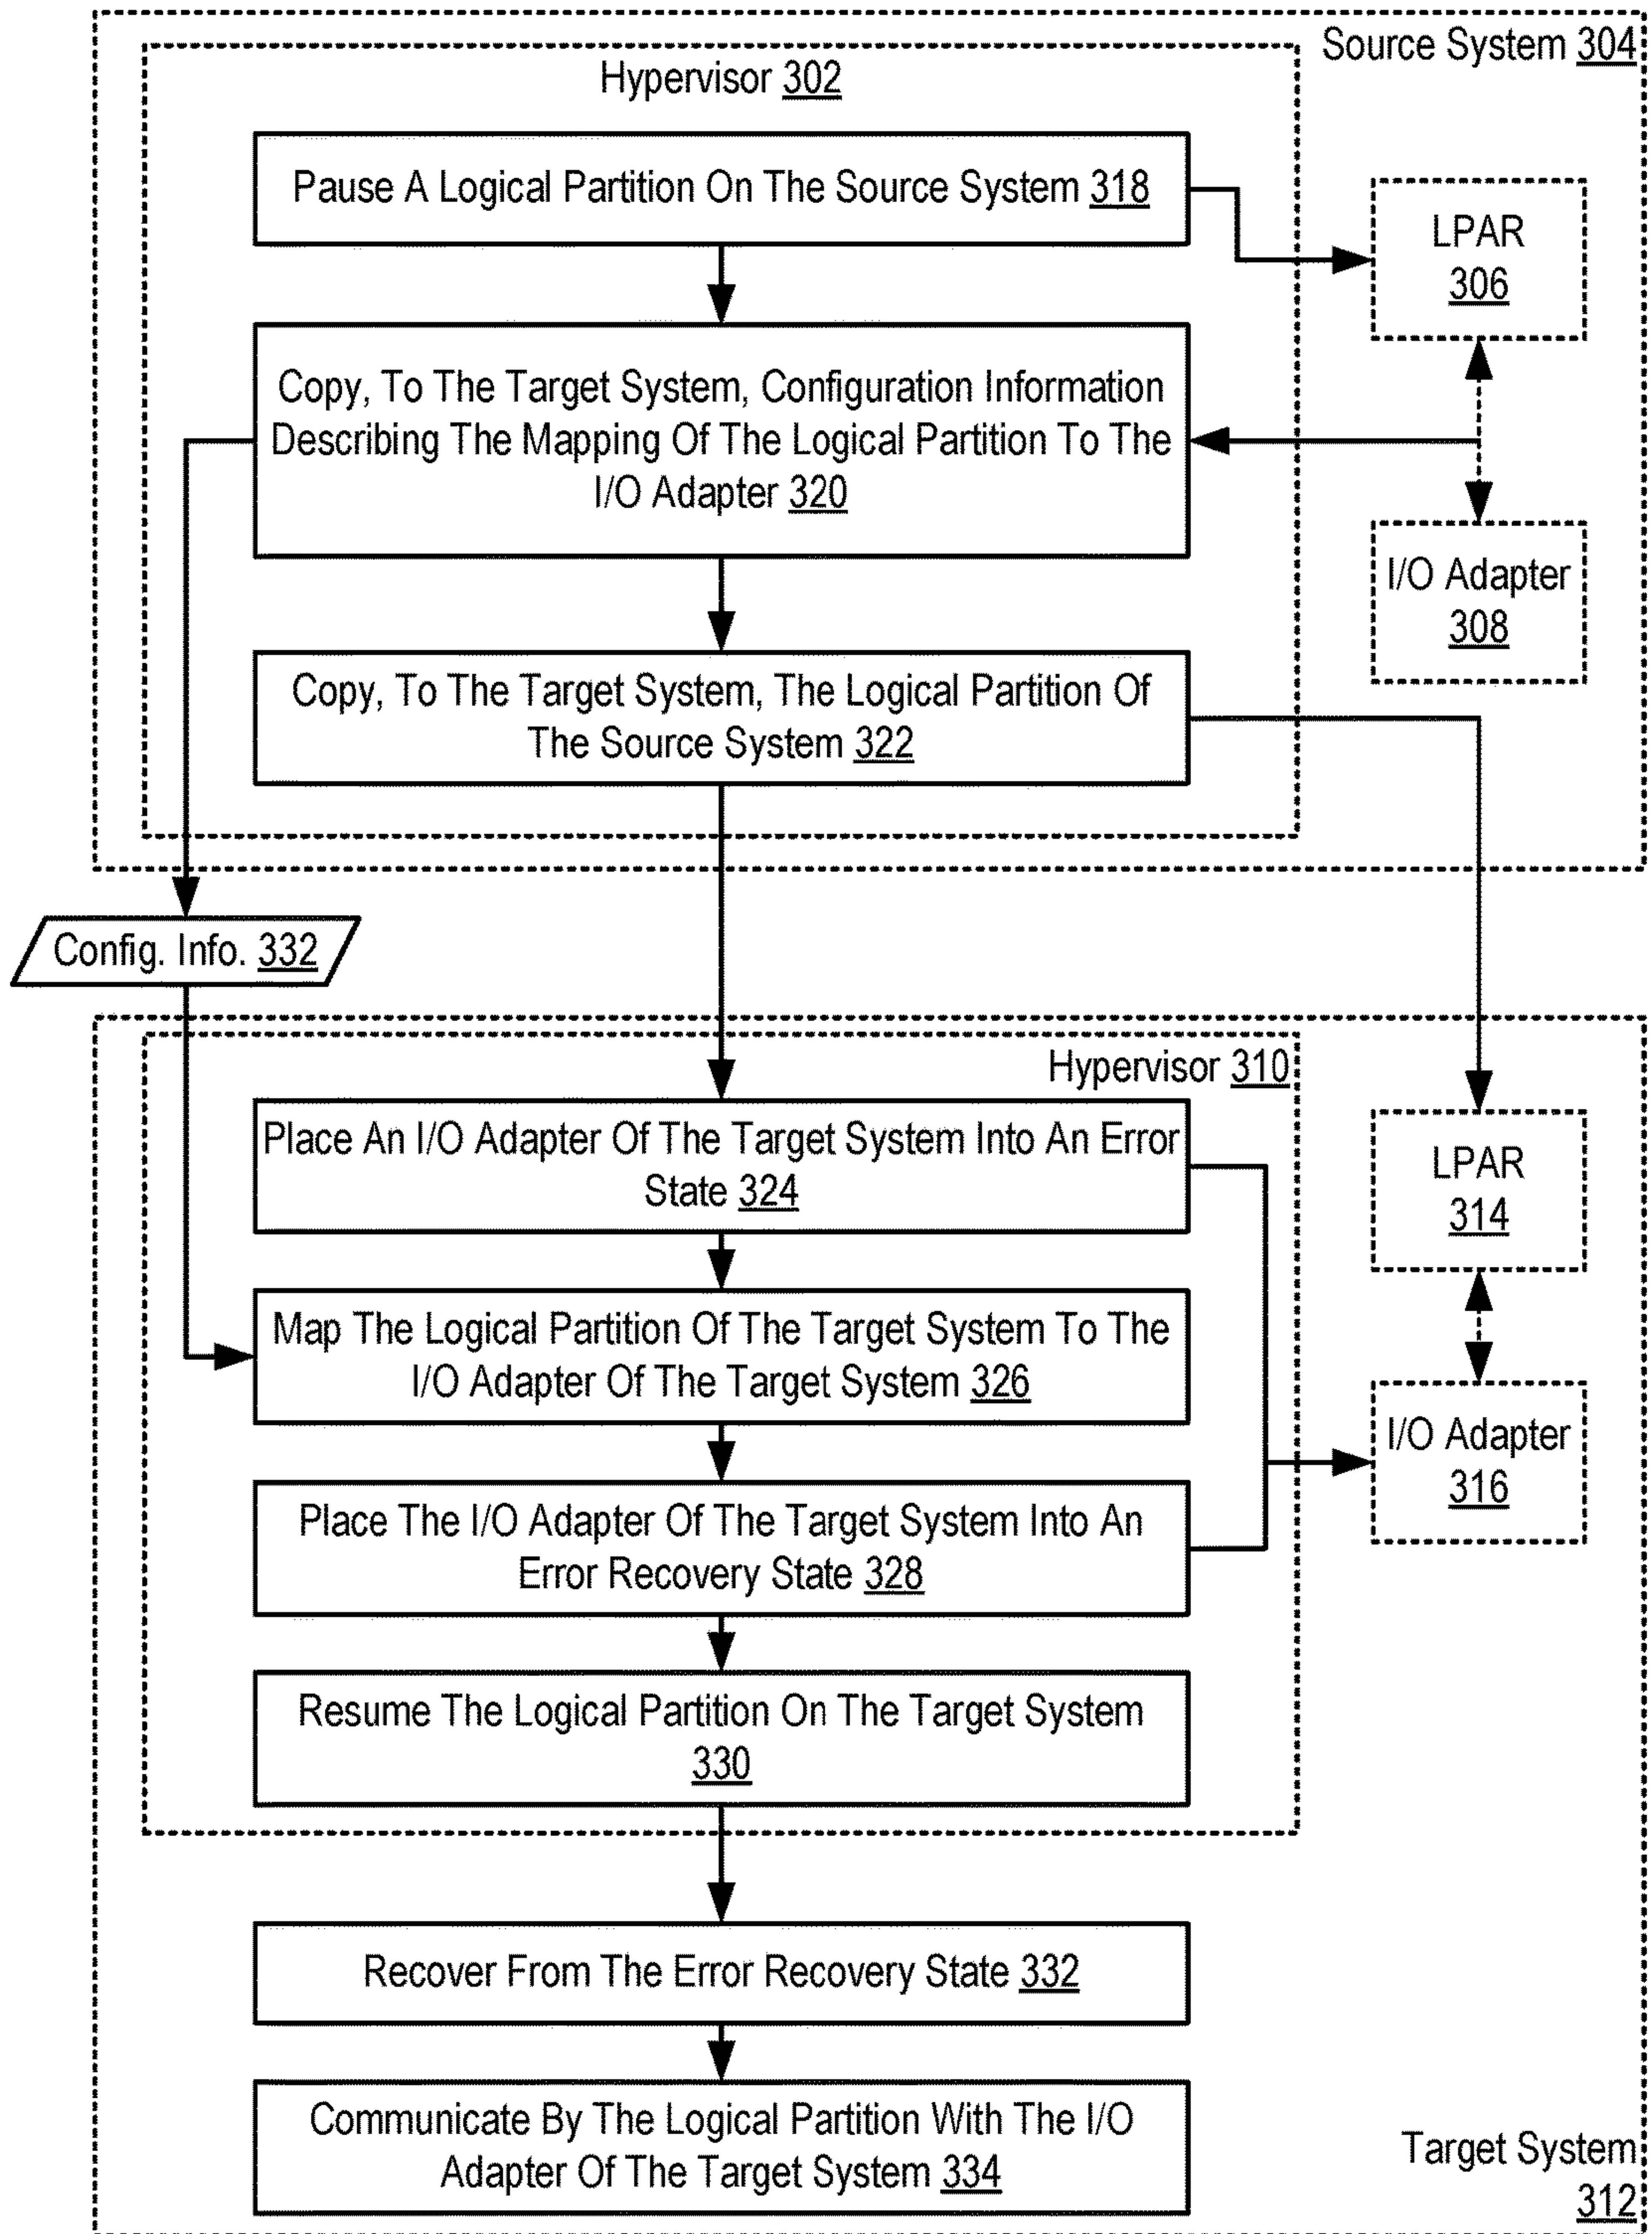 Source System 304
Hypervisor 302
Pause A Logical Partition On The Source System 318
LPAR
306
Copy, To The Target System, Configuration Information
Describing The Mapping Of The Logical Partition To The
I/O Adapter 320
I/O Adapter
308
Copy, To The Target System, The Logical Partition Of
The Source System 322
Config. Info. 332
Hypervisor 310
Place An I/O Adapter Of The Target System Into An Error
State 324
LPAR
314
Map The Logical Partition Of The Target System To The
I/O Adapter Of The Target System 326
I/O Adapter
316
Place The I/O Adapter Of The Target System Into An
Error Recovery State 328
Resume The Logical Partition On The Target System
330
Recover From The Error Recovery State 332
Communicate By The Logical Partition With The I/O
Adapter Of The Target System 334
Target System
312